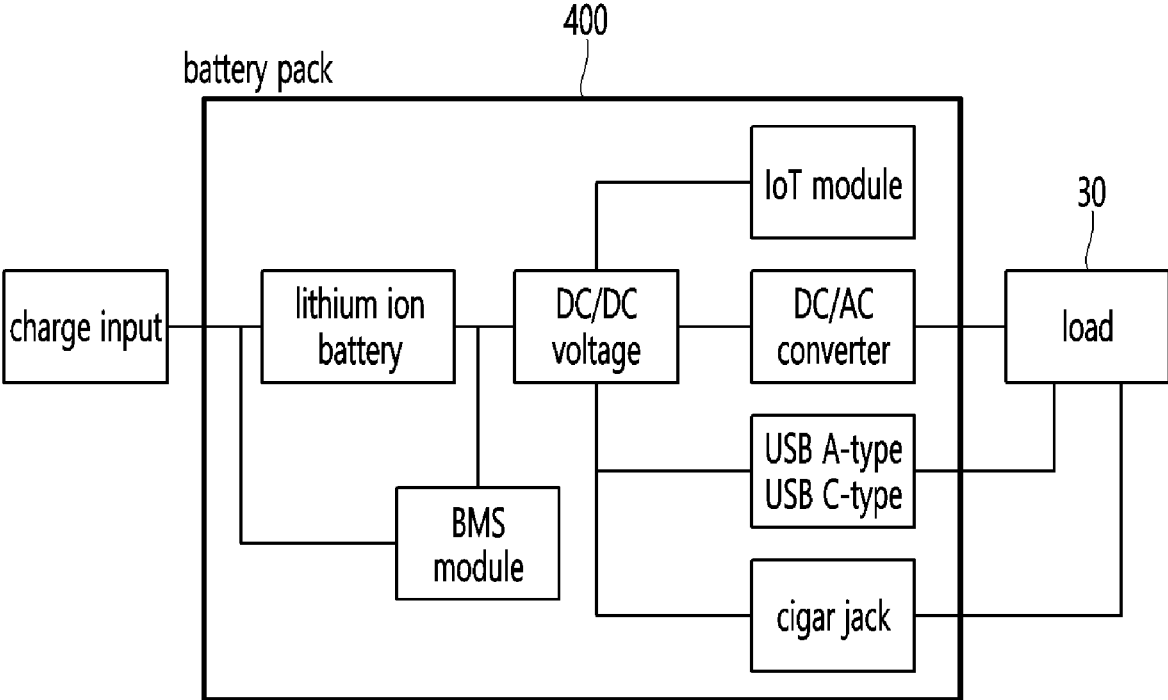 400
battery pack
IoT module
30
charge input
lithium ion
battery
DC/DC
voltage
DC/AC
converter
load
USB A-type
USB C-type
BMS
module
cigar jack